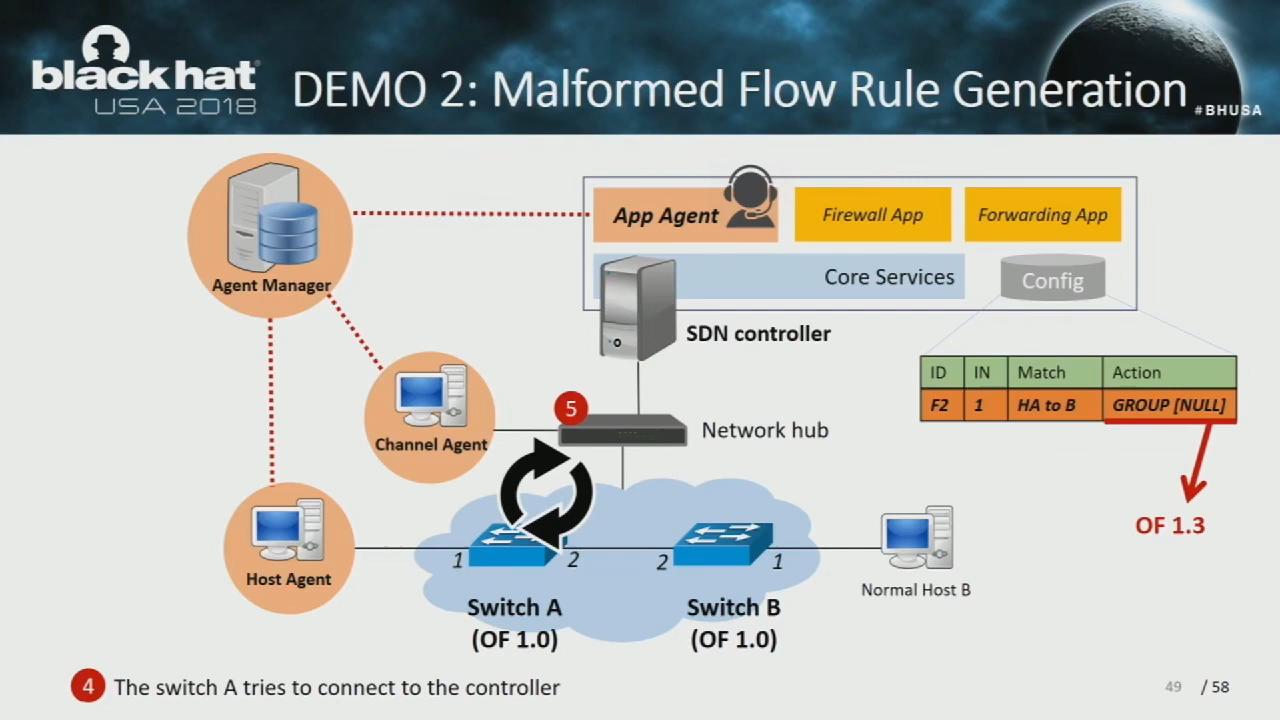 black hat
USA 2018
DEMO 2: Malformed Flow Rule Generation
#BHUSA
App Agent
Firewall App
Forwarding App
Core Services
Config
Agent Manager
SDN controller
ID IN Match Action
F2 1 HA to B GROUP [NULL]
5
Network hub
Channel Agent
OF 1.3
Host Agent
1 2 2 1
Normal Host B
Switch A
(OF 1.0)
Switch B
(OF 1.0)
4 The switch A tries to connect to the controller
49 / 58